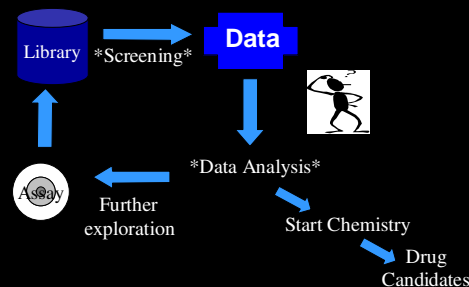 Library
*Screening*
Data
?
*Data Analysis*
Assay
Further
exploration
Start Chemistry
Drug
Candidates